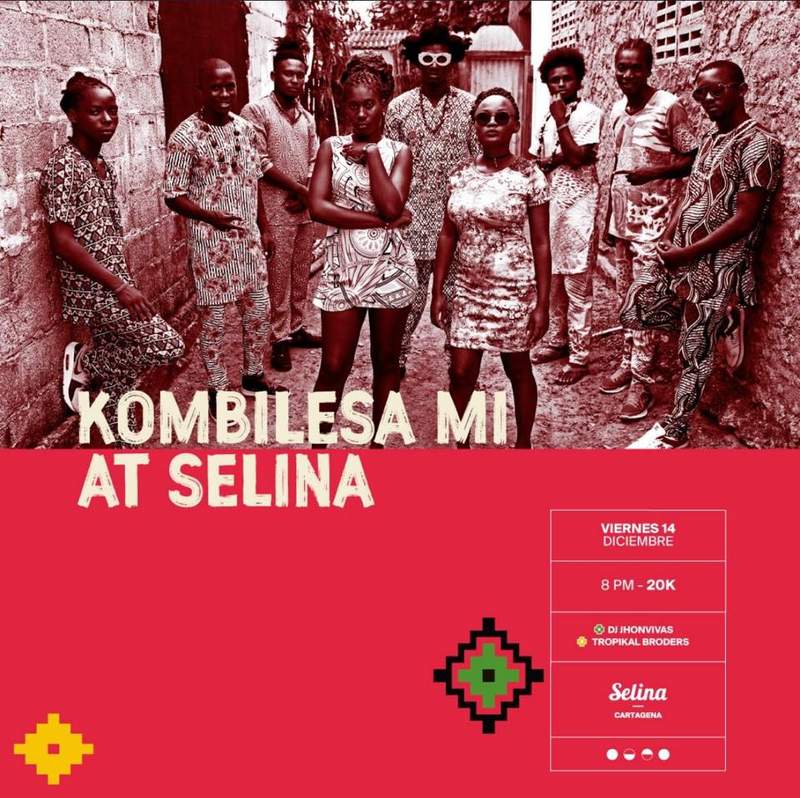 KOMBILESA MI
AT SELINA
VIERNES 14
DICIEMBRE
8 PM - 20K
DJ JHONVIVAS
TROPIKAL BRODERS
Selina
CARTAGENA